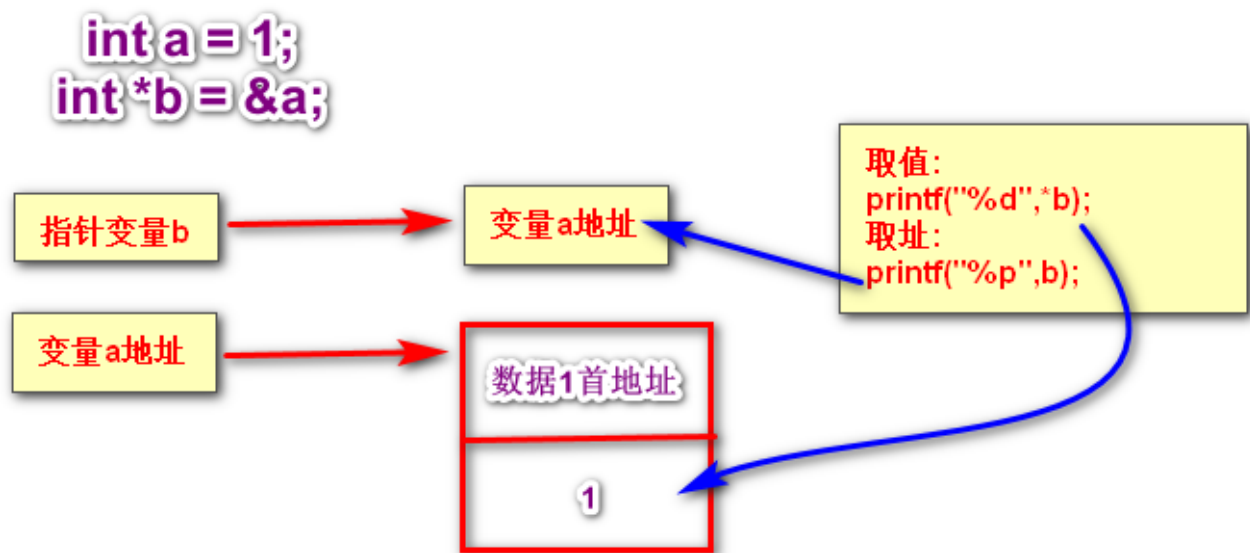 int a = 1;
int *b = &a;
取值:
printf("%d",*b);
取址:
printf("%p",b);
指针变量b
变量a地址
变量a地址
数据1首地址
1